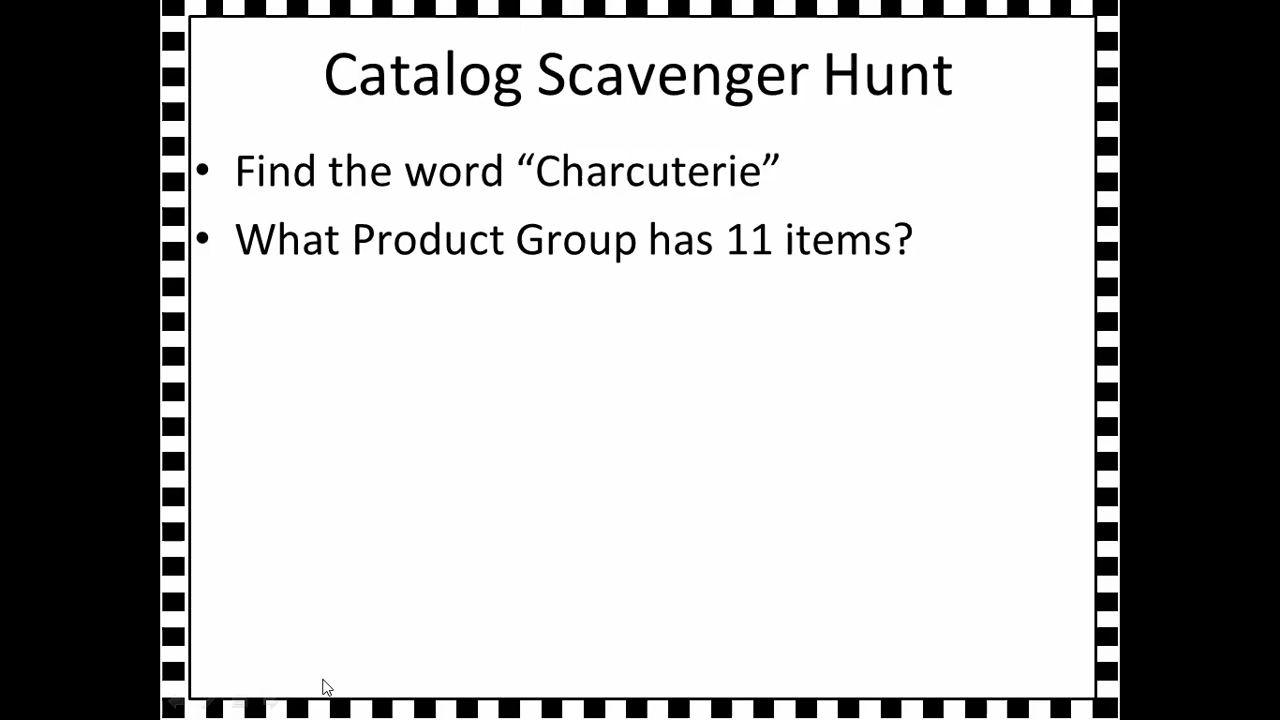 Catalog Scavenger Hunt
• Find the word “Charcuterie”
• What Product Group has 11 items?